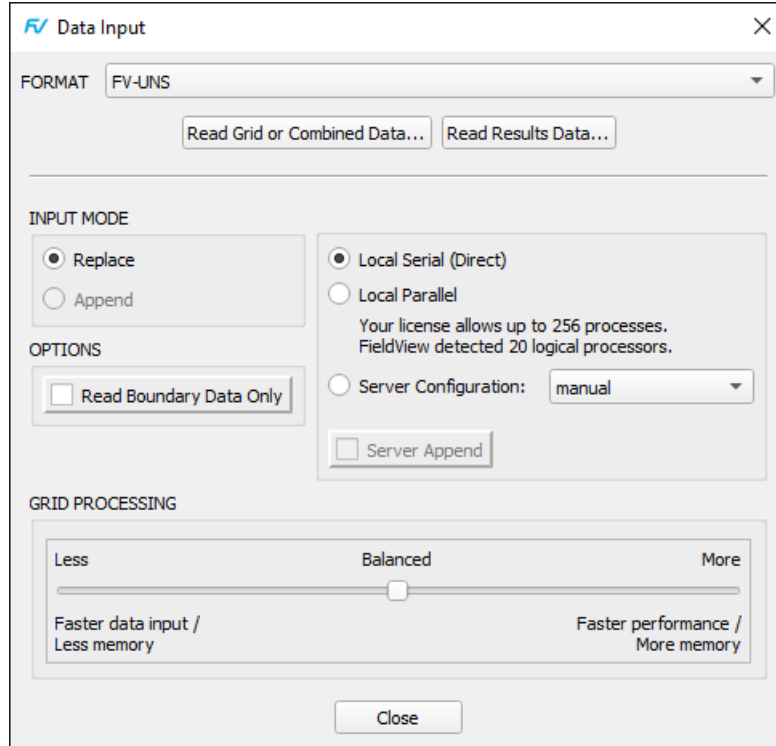 FV Data Input
FORMAT FV-UNS
Read Grid or Combined Data... Read Results Data...
INPUT MODE
Replace
Append
OPTIONS
Read Boundary Data Only
Local Serial (Direct)
Local Parallel
Your license allows up to 256 processes.
FieldView detected 20 logical processors.
Server Configuration: manual
Server Append
GRID PROCESSING
Less Balanced More
Faster data input / Faster performance /
Less memory More memory
Close